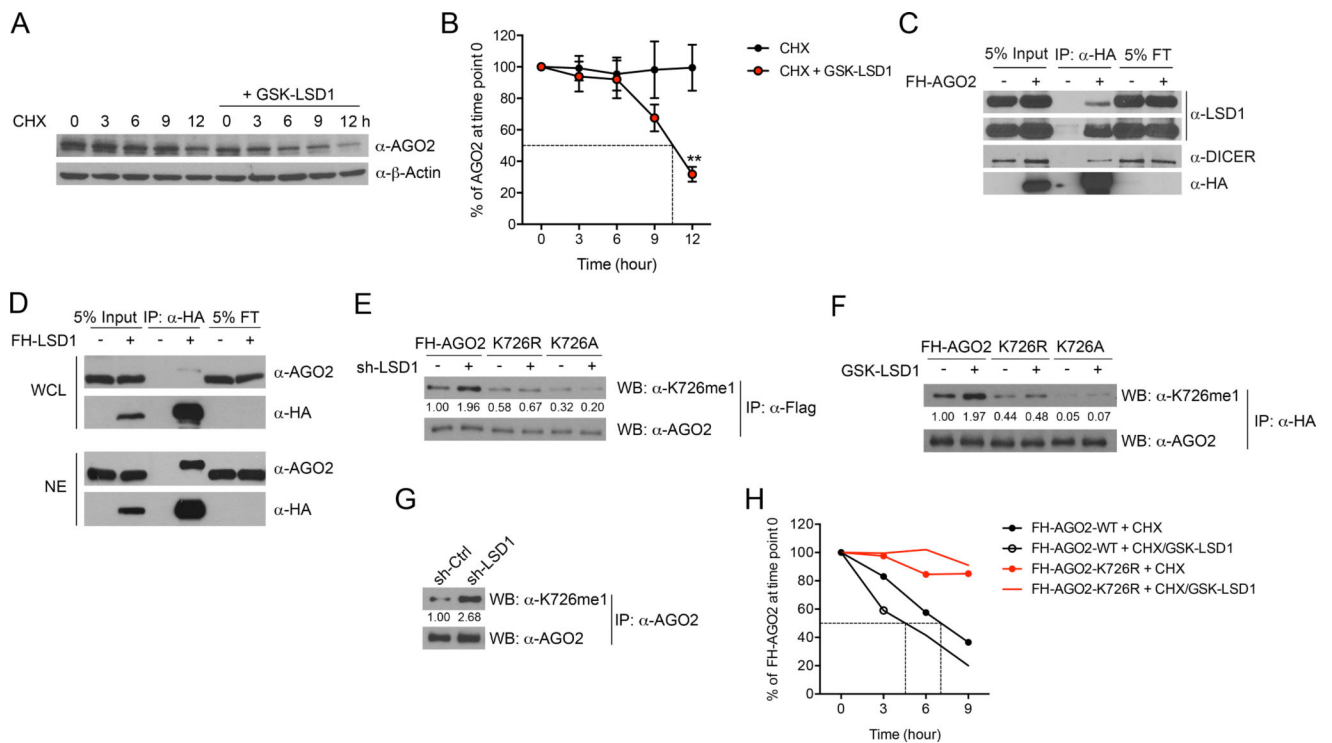 A
+ GSK-LSD1
CHX 0 3 6 9 12 0 3 6 9 12 h
α-AGO2
α-β-Actin
B
% of AGO2 at time point 0
120
100
80
60
40
20
0
**
0 3 6 9 12
Time (hour)
CHX
CHX + GSK-LSD1
C
5% Input IP: α-HA 5% FT
FH-AGO2 - + - + - +
α-LSD1
α-DICER
α-HA
D
5% Input IP: α-HA 5% FT
FH-LSD1 - + - + - +
WCL
α-AGO2
α-HA
NE
α-AGO2
α-HA
E
FH-AGO2 K726R K726A
sh-LSD1 - + - + - +
WB: α-K726me1
1.00 1.96 0.58 0.67 0.32 0.20
WB: α-AGO2
IP: α-Flag
F
FH-AGO2 K726R K726A
GSK-LSD1 - + - + - +
WB: α-K726me1
1.00 1.97 0.44 0.48 0.05 0.07
WB: α-AGO2
IP: α-HA
G
sh-Ctrl
sh-LSD1
WB: α-K726me1
1.00 2.68
WB: α-AGO2
IP: α-AGO2
H
% of FH-AGO2 at time point 0
120
100
80
60
40
20
0
0 3 6 9
Time (hour)
FH-AGO2-WT + CHX
FH-AGO2-WT + CHX/GSK-LSD1
FH-AGO2-K726R + CHX
FH-AGO2-K726R + CHX/GSK-LSD1